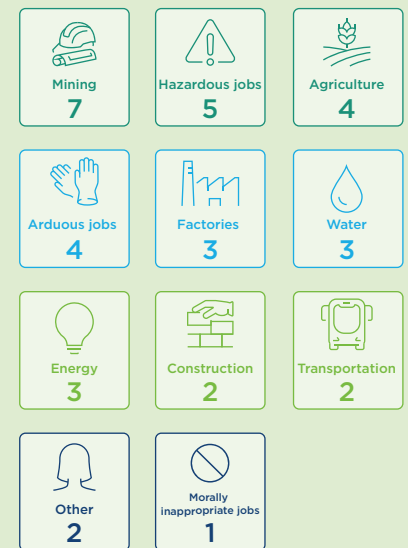 Mining
7
Hazardous jobs
5
Agriculture
4
Arduous jobs
4
Factories
3
Water
3
Energy
3
Construction
2
Transportation
2
Other
2
Morally
inappropriate jobs
1